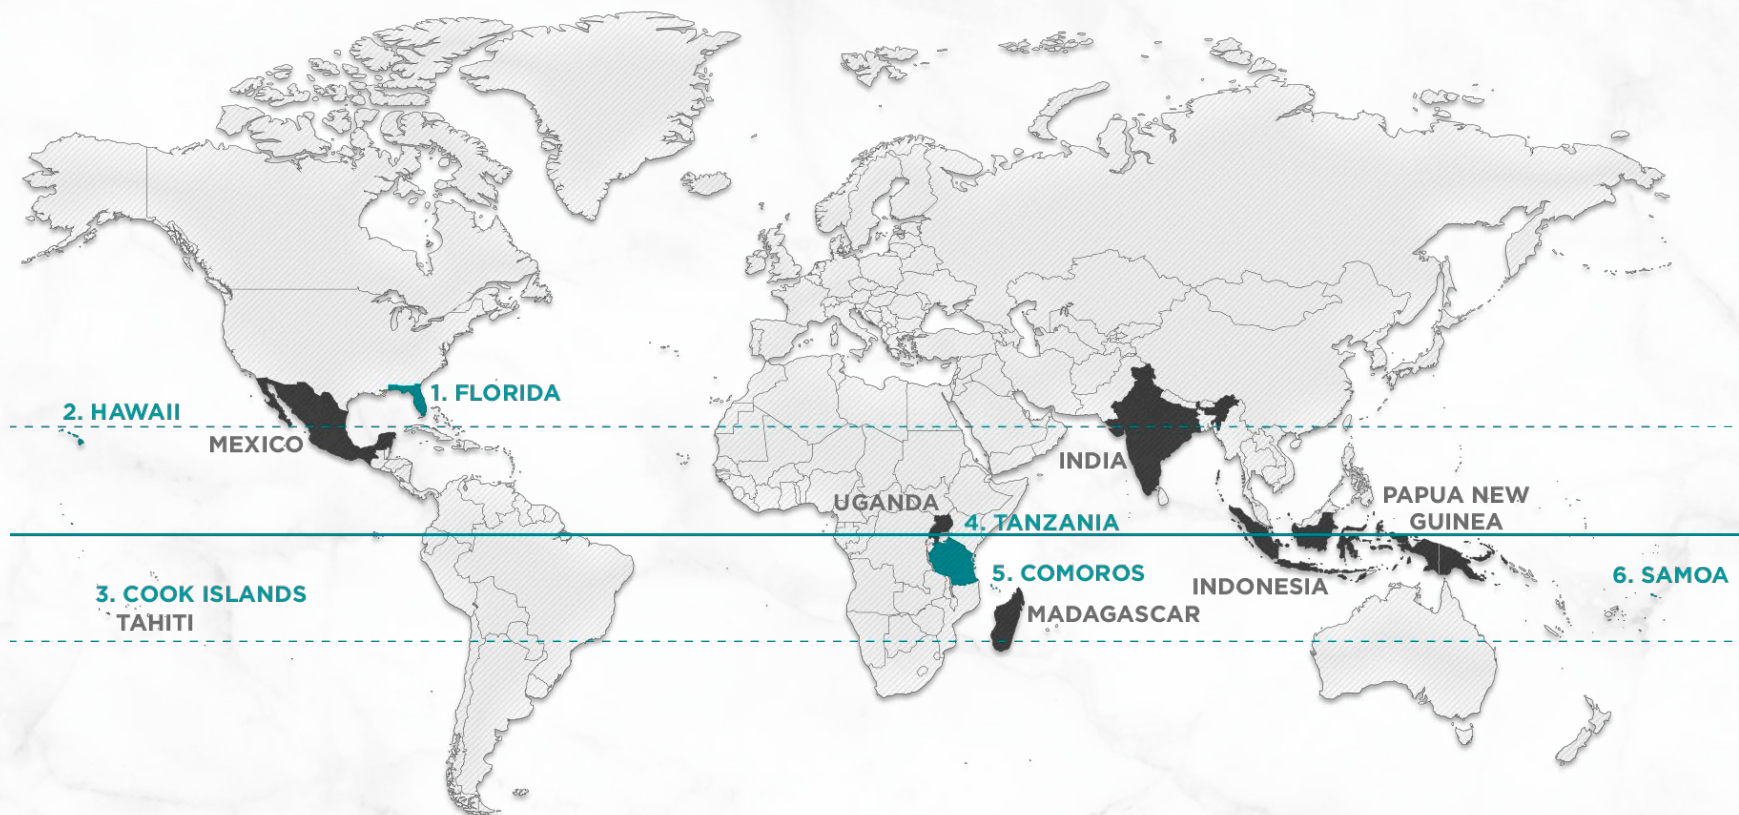 1. FLORIDA
2. HAWAII
MEXICO
INDIA
UGANDA
PAPUA NEW
GUINEA
4. TANZANIA
5. COMOROS
INDONESIA
6. SAMOA
3. COOK ISLANDS
TAHITI
MADAGASCAR